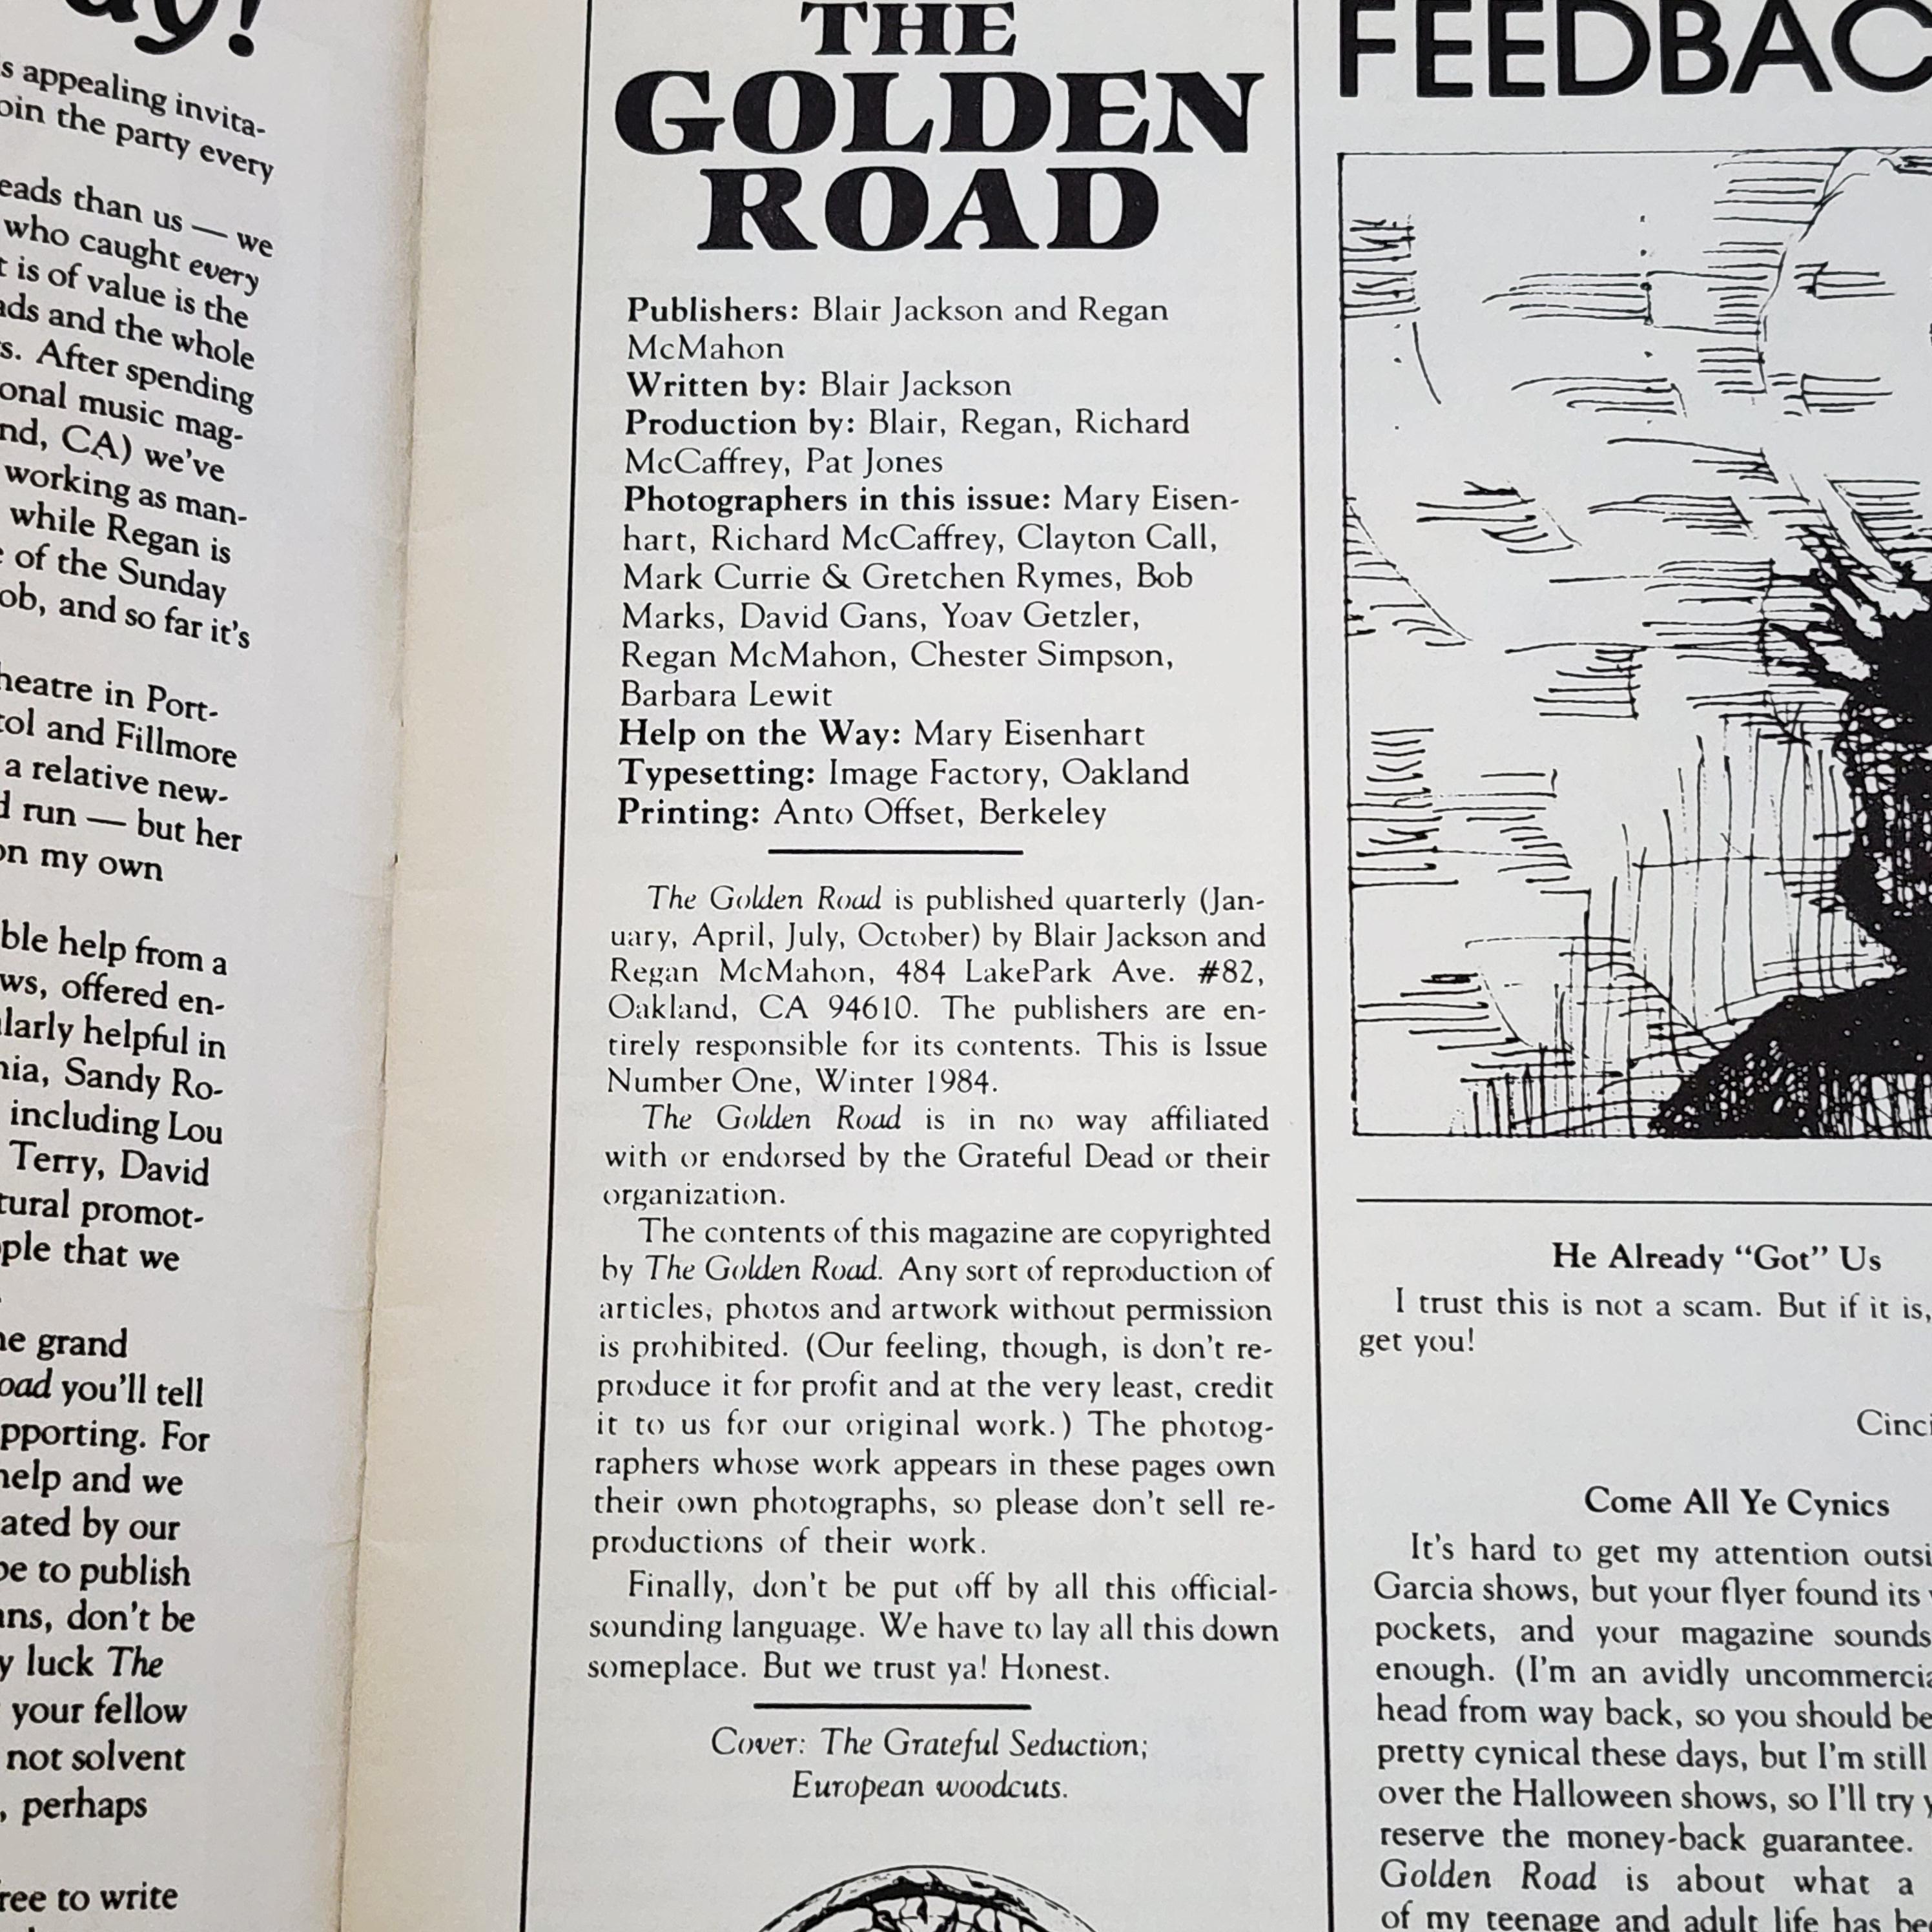 s appealing invita-
oin the party every
eads than us — we
who caught every
t is of value is the
ads and the whole
s. After spending
onal music mag-
nd, CA) we've
working as man-
while Regan is
of the Sunday
ob, and so far it's
heatre in Port-
tol and Fillmore
a relative new-
d run — but her
on my own
ble help from a
ws, offered en-
larly helpful in
nia, Sandy Ro-
including Lou
Terry, David
tural promot-
ople that we
ne grand
oad you'll tell
pporting. For
help and we
ated by our
pe to publish
ans, don't be
y luck The
your fellow
not solvent
, perhaps
ree to write
THE
GOLDEN
ROAD
Publishers: Blair Jackson and Regan
McMahon
Written by: Blair Jackson
Production by: Blair, Regan, Richard
McCaffrey, Pat Jones
Photographers in this issue: Mary Eisen-
hart, Richard McCaffrey, Clayton Call,
Mark Currie & Gretchen Rymes, Bob
Marks, David Gans, Yoav Getzler,
Regan McMahon, Chester Simpson,
Barbara Lewit
Help on the Way: Mary Eisenhart
Typesetting: Image Factory, Oakland
Printing: Anto Offset, Berkeley
The Golden Road is published quarterly (Jan-
uary, April, July, October) by Blair Jackson and
Regan McMahon, 484 LakePark Ave. #82,
Oakland, CA 94610. The publishers are en-
tirely responsible for its contents. This is Issue
Number One, Winter 1984.
The Golden Road is in no way affiliated
with or endorsed by the Grateful Dead or their
organization.
The contents of this magazine are copyrighted
by The Golden Road. Any sort of reproduction of
articles, photos and artwork without permission
is prohibited. (Our feeling, though, is don't re-
produce it for profit and at the very least, credit
it to us for our original work.) The photog-
raphers whose work appears in these pages own
their own photographs, so please don't sell re-
productions of their work.
Finally, don't be put off by all this official-
sounding language. We have to lay all this down
someplace. But we trust ya! Honest.
Cover: The Grateful Seduction;
European woodcuts.
FEEDBAC
He Already “Got” Us
I trust this is not a scam. But if it is,
get you!
Cinci
Come All Ye Cynics
It's hard to get my attention outsi
Garcia shows, but your flyer found its
pockets, and your magazine sounds
enough. (I'm an avidly uncommercia
head from way back, so you should be
pretty cynical these days, but I'm still
over the Halloween shows, so I'll try
reserve the money-back guarantee.
Golden Road is about what a
of my teenage and adult life has be